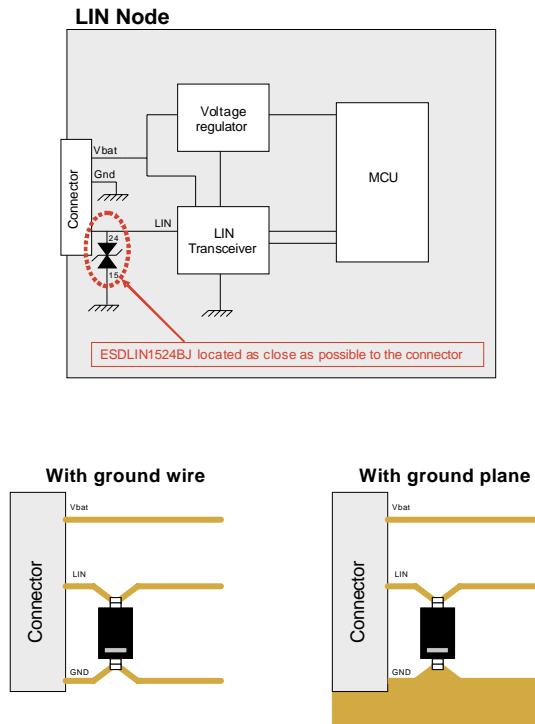 LIN Node
Voltage
regulator
Vbat
MCU
Gnd
Connector
LIN
LIN
Transceiver
24
15
ESDLIN1524BJ located as close as possible to the connector
With ground wire
With ground plane
Vbat
Vbat
LIN
LIN
Connector
Connector
GND
GND